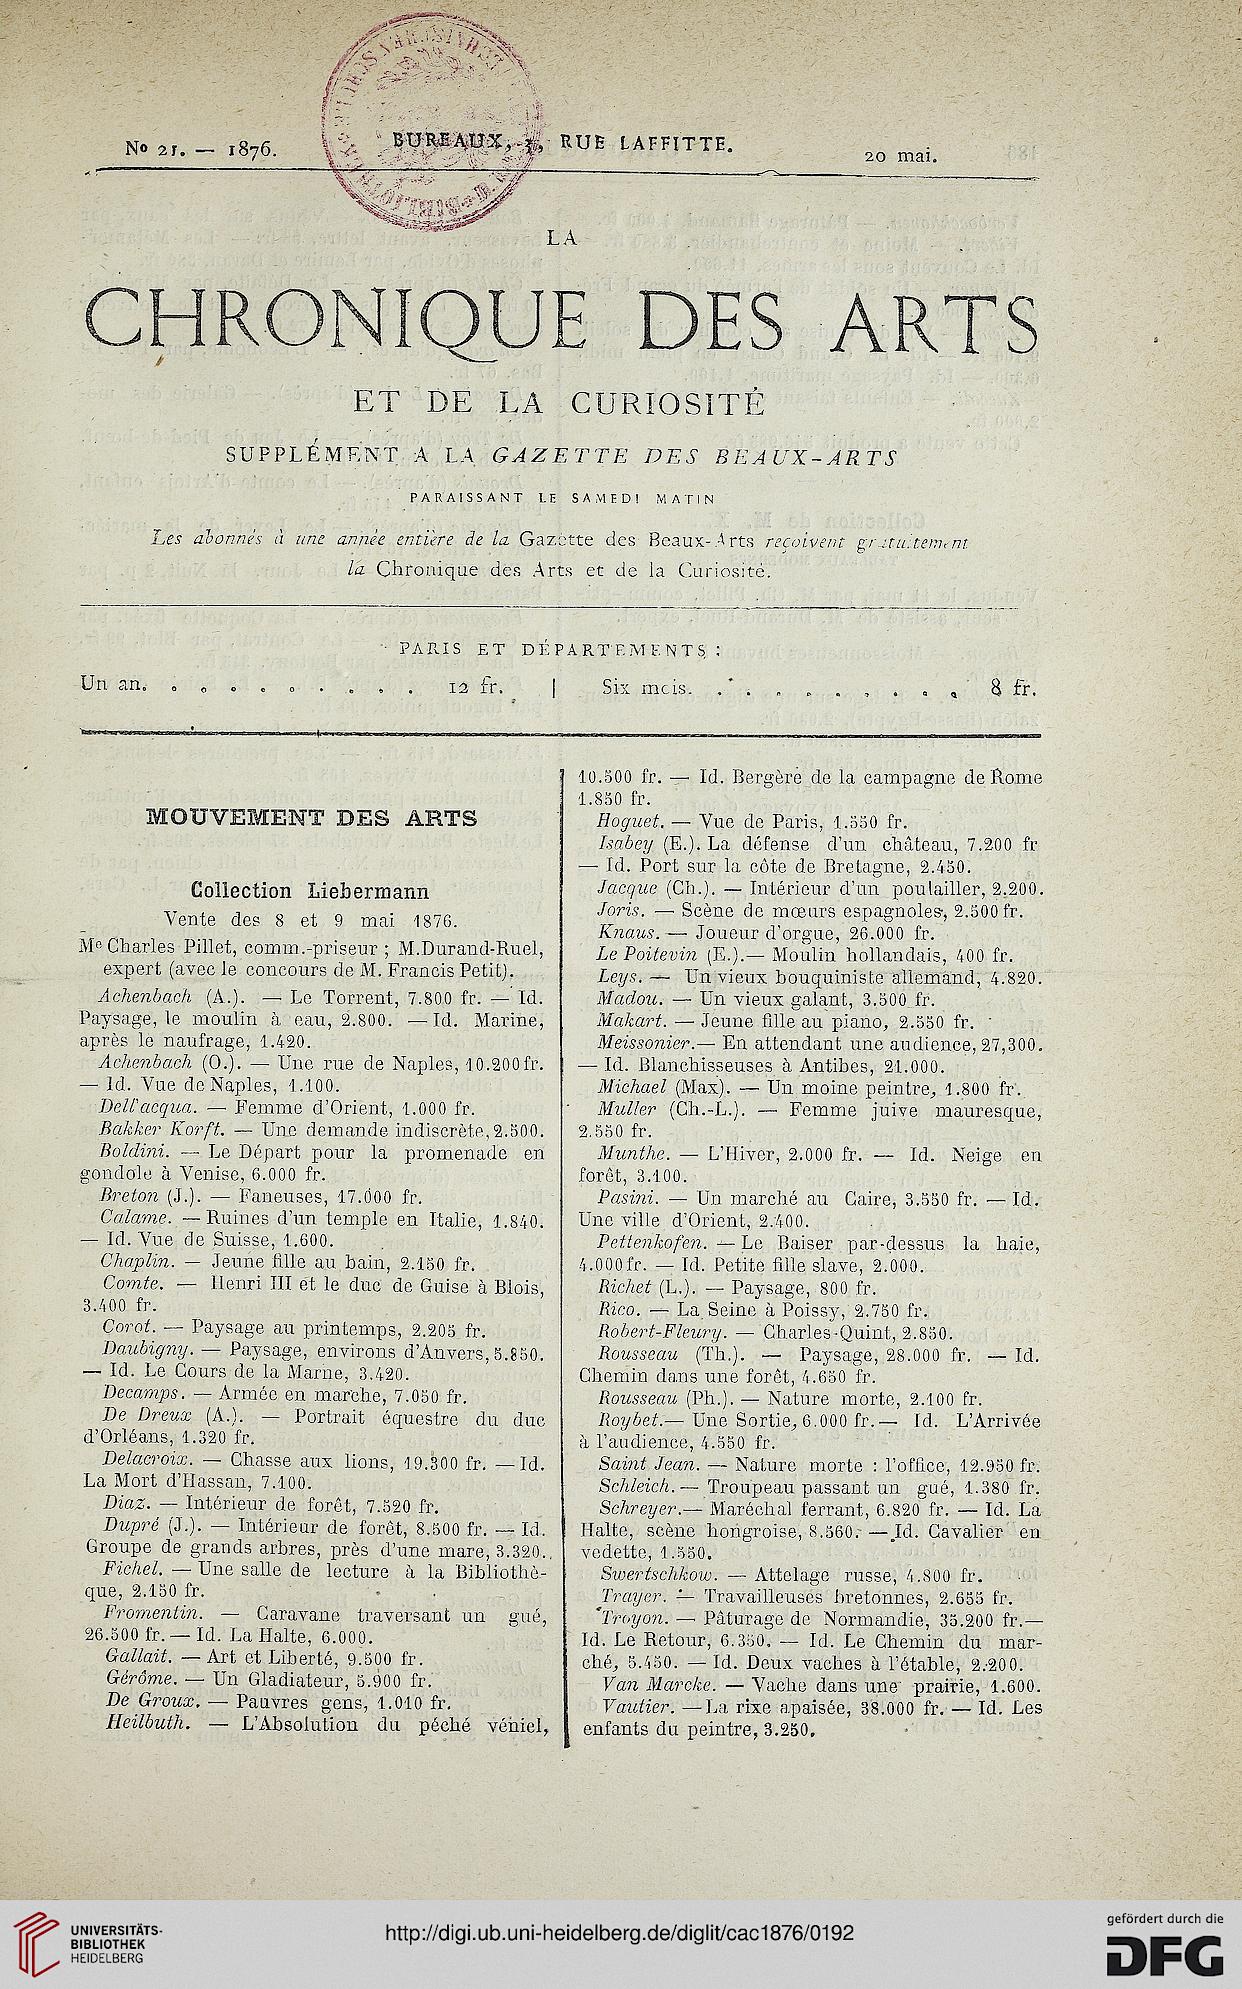 Nº 21. — 1876.
BUREAUX, 3, RUE LAFFITTE.
20 mai.
LA
CHRONIQUE DES ARTS
ET DE LA CURIOSITÉ
SUPPLÉMENT A LA GAZETTE DES BEAUX-ARTS
PARAISSANT LE SAMEDI MATIN
Les abonnés à une année entière de la Gazette des Beaux-Arts reçoivent gratuitement
la Chronique des Arts et de la Curiosité.
PARIS ET DÉPARTEMENTS :
Un an. . . . . . . . . . 12 fr. | Six mois. . . . . . . . . . 8 fr.
MOUVEMENT DES ARTS
Collection Liebermann
Vente des 8 et 9 mai 1876.
Me Charles Pillet, comm.-priseur ; M. Durand-Ruel,
expert (avec le concours de M. Francis Petit).
Achenbach (A.). — Le Torrent, 7.800 fr. — Id.
Paysage, le moulin à eau, 2.800. — Id. Marine,
après le naufrage, 1.420.
Achenbach (O.). — Une rue de Naples, 10.200 fr.
— Id. Vue de Naples, 1.100.
Dell'acqua. — Femme d'Orient, 1.000 fr.
Bakker Korft. — Une demande indiscrète, 2.500.
Boldini. — Le Départ pour la promenade en
gondole à Venise, 6.000 fr.
Breton (J.). — Faneuses, 17.000 fr.
Calame. — Ruines d'un temple en Italie, 1.840.
— Id. Vue de Suisse, 1.600.
Chaplin. — Jeune fille au bain, 2.150 fr.
Comte. — Henri III et le duc de Guise à Blois,
3.400 fr.
Corot. — Paysage au printemps, 2.205 fr.
Daubigny. — Paysage, environs d'Anvers, 5.850.
— Id. Le Cours de la Marne, 3.420.
Decamps. — Armée en marche, 7.050 fr.
De Dreux (A.). — Portrait équestre du duc
d'Orléans, 1.320 fr.
Delacroix. — Chasse aux lions, 19.300 fr. — Id.
La Mort d'Hassan, 7.100.
Diaz. — Intérieur de forêt, 7.520 fr.
Dupré (J.). — Intérieur de forêt, 8.500 fr. — Id.
Groupe de grands arbres, près d'une mare, 3.320.
Fichel. — Une salle de lecture à la Bibliothè-
que, 2.150 fr.
Fromentin. — Caravane traversant un gué,
26.500 fr. — Id. La Halte, 6.000.
Gallait. — Art et Liberté, 9.500 fr.
Gérôme. — Un Gladiateur, 5.900 fr.
De Groux. — Pauvres gens, 1.010 fr.
Heilbuth. — L'Absolution du péché véniel,
10.500 fr. — Id. Bergère de la campagne de Rome
1.850 fr.
Hoguet. — Vue de Paris, 1.550 fr.
Isabey (E.). La défense d'un château, 7.200 fr
— Id. Port sur la côte de Bretagne, 2.450.
Jacque (Ch.). — Intérieur d'un poulailler, 2.200.
Joris. — Scène de mœurs espagnoles, 2.500 fr.
Knaus. — Joueur d'orgue, 26.000 fr.
Le Poitevin (E.). — Moulin hollandais, 400 fr.
Leys. — Un vieux bouquiniste allemand, 4.820.
Madou. — Un vieux galant, 3.500 fr.
Makart. — Jeune fille au piano, 2.550 fr.
Meissonier. — En attendant une audience, 27,300.
— Id. Blanchisseuses à Antibes, 21.000.
Michael (Max). — Un moine peintre, 1.800 fr.
Muller (Ch.-L.). — Femme juive mauresque,
2.550 fr.
Munthe. — L'Hiver, 2.000 fr. — Id. Neige en
forêt, 3.100.
Pasini. — Un marché au Caire, 3.550 fr. — Id.
Une ville d'Orient, 2.400.
Pettenkofen. — Le Baiser par-dessus la haie,
4.000 fr. — Id. Petite fille slave, 2.000.
Richet (L.). — Paysage, 800 fr.
Rico. — La Seine à Poissy, 2.750 fr.
Robert-Fleury. — Charles-Quint, 2.850.
Rousseau (Th.). — Paysage, 28.000 fr. — Id.
Chemin dans une forêt, 4.650 fr.
Rousseau (Ph.). — Nature morte, 2.100 fr.
Roybet. — Une Sortie, 6.000 fr. — Id. L'Arrivée
à l'audience, 4.550 fr.
Saint Jean. — Nature morte : l'office, 12.950 fr.
Schleich. — Troupeau passant un gué, 1.380 fr.
Schreyer. — Maréchal ferrant, 6.820 fr. — Id. La
Halte, scène hongroise, 8.560. — Id. Cavalier en
vedette, 1.550.
Swertschkow. — Attelage russe, 4.800 fr.
Trayer. — Travailleuses bretonnes, 2.655 fr.
Troyon. — Pâturage de Normandie, 35.200 fr. —
Id. Le Retour, 6.350. — Id. Le Chemin du mar-
ché, 5.450. — Id. Deux vaches à l'étable, 2.200.
Van Marcke. — Vache dans une prairie, 1.600.
Vautier. — La rixe apaisée, 38.000 fr. — Id. Les
enfants du peintre, 3.250.
UNIVERSITÄTS-
BIBLIOTHEK
HEIDELBERG
http://digi.ub.uni-heidelberg.de/diglit/cac1876/0192
gefördert durch die
DFG